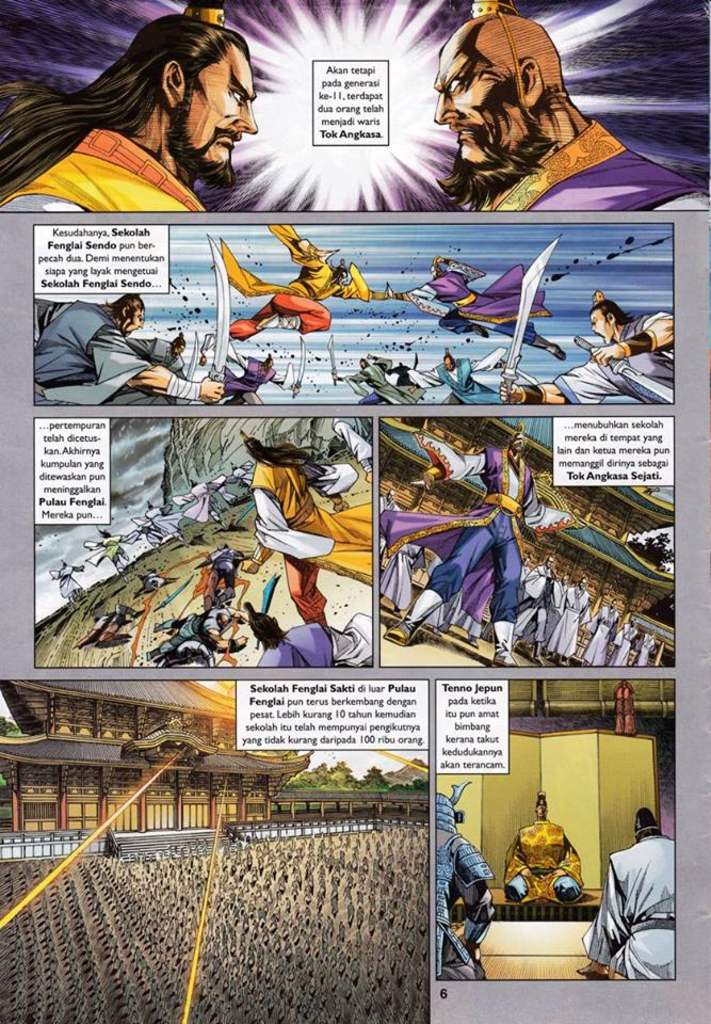 Akan tetapi
pada generasi
ke-11, terdapat
dua orang telah
menjadi waris
Tok Angkasa.
Kesudahanya, Sekolah
Fenglai Sendo pun ber-
pecah dua. Demi menentukan
siapa yang layak mengetuai
Sekolah Fenglai Sendo...
...pertempuran
telah dicetus-
kan. Akhirnya
kumpulan yang
ditewaskan pun
meninggalkan
Pulau Fenglai.
Mereka pun...
...menubuhkan sekolah
mereka di tempat yang
lain dan ketua mereka pun
memanggil dirinya sebagai
Tok Angkasa Sejati.
Sekolah Fenglai Sakti di luar Pulau
Fenglai pun terus berkembang dengan
pesat. Lebih kurang 10 tahun kemudian
sekolah itu telah mempunyai pengikutnya
yang tidak kurang daripada 100 ribu orang.
Tenno Jepun
pada ketika
itu pun amat
bimbang
kerana takut
kedudukannya
akan terancam.
6